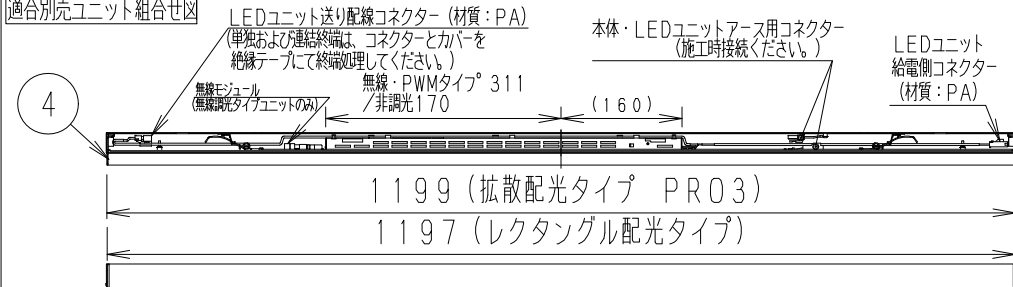 適合別売ユニット組合せ図
LEDユニット送り配線コネクター（材質：PA）
（単独および連結終端は、コネクターとカバーを
絶縁テープにて終端処理してください。）
無線モジュール
（無線調光タイプユニットのみ）
無線・PWMタイプ 311
／非調光170
（160）
本体・LEDユニットアース用コネクター
（施工時接続ください。）
LEDユニット
給電側コネクター
（材質：PA）
4
1199（拡散配光タイプ PRO3）
1197（レクタングル配光タイプ）